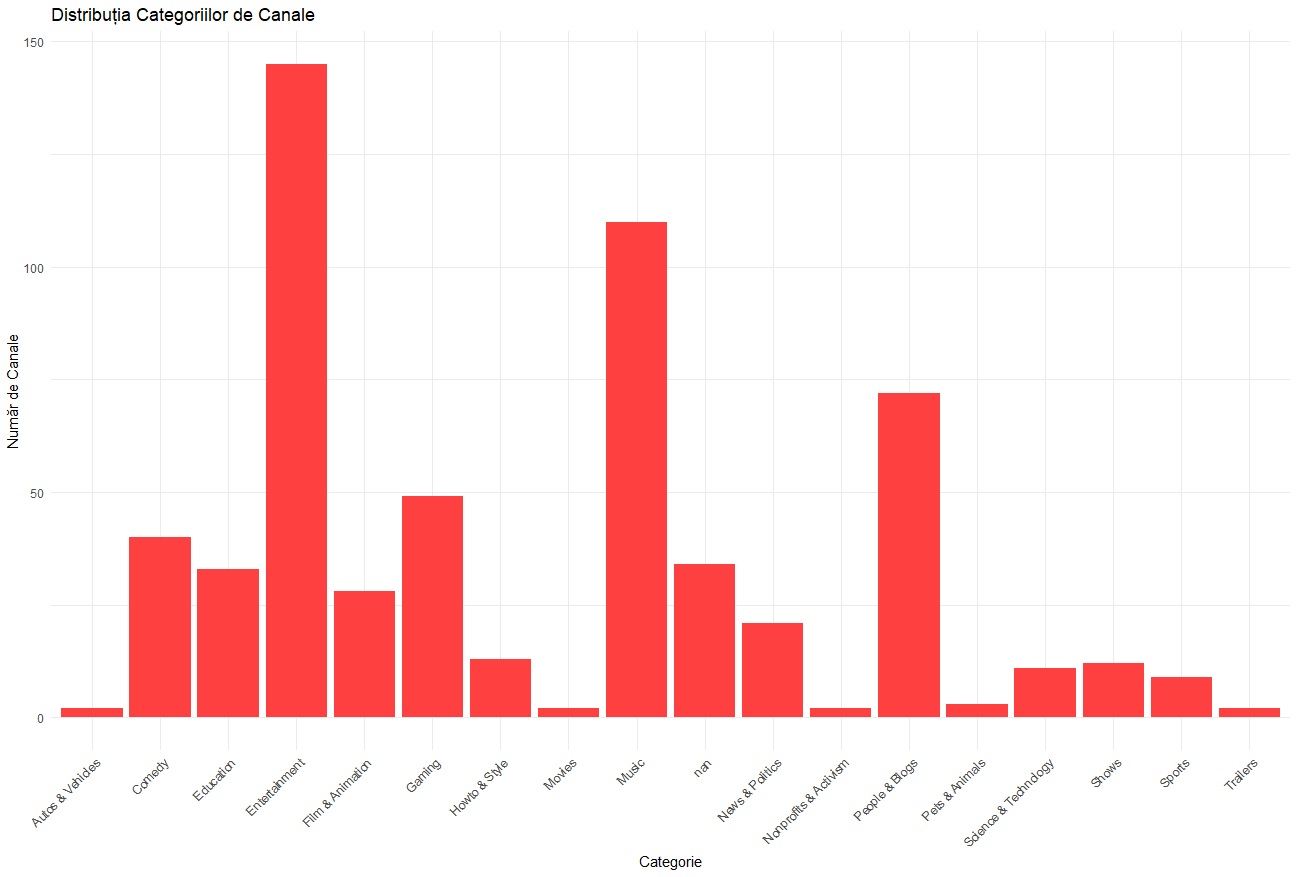 Distribuția Categoriilor de Canale
150
100
50
0
Număr de Canale
Autos & Vehicles
Comedy
Education
Entertainment
Film & Animation
Gaming
Howto & Style
Movies
Music
nan
News & Politics
Nonprofits & Activism
People & Blogs
Pets & Animals
Science & Technology
Shows
Sports
Trailers
Categorie